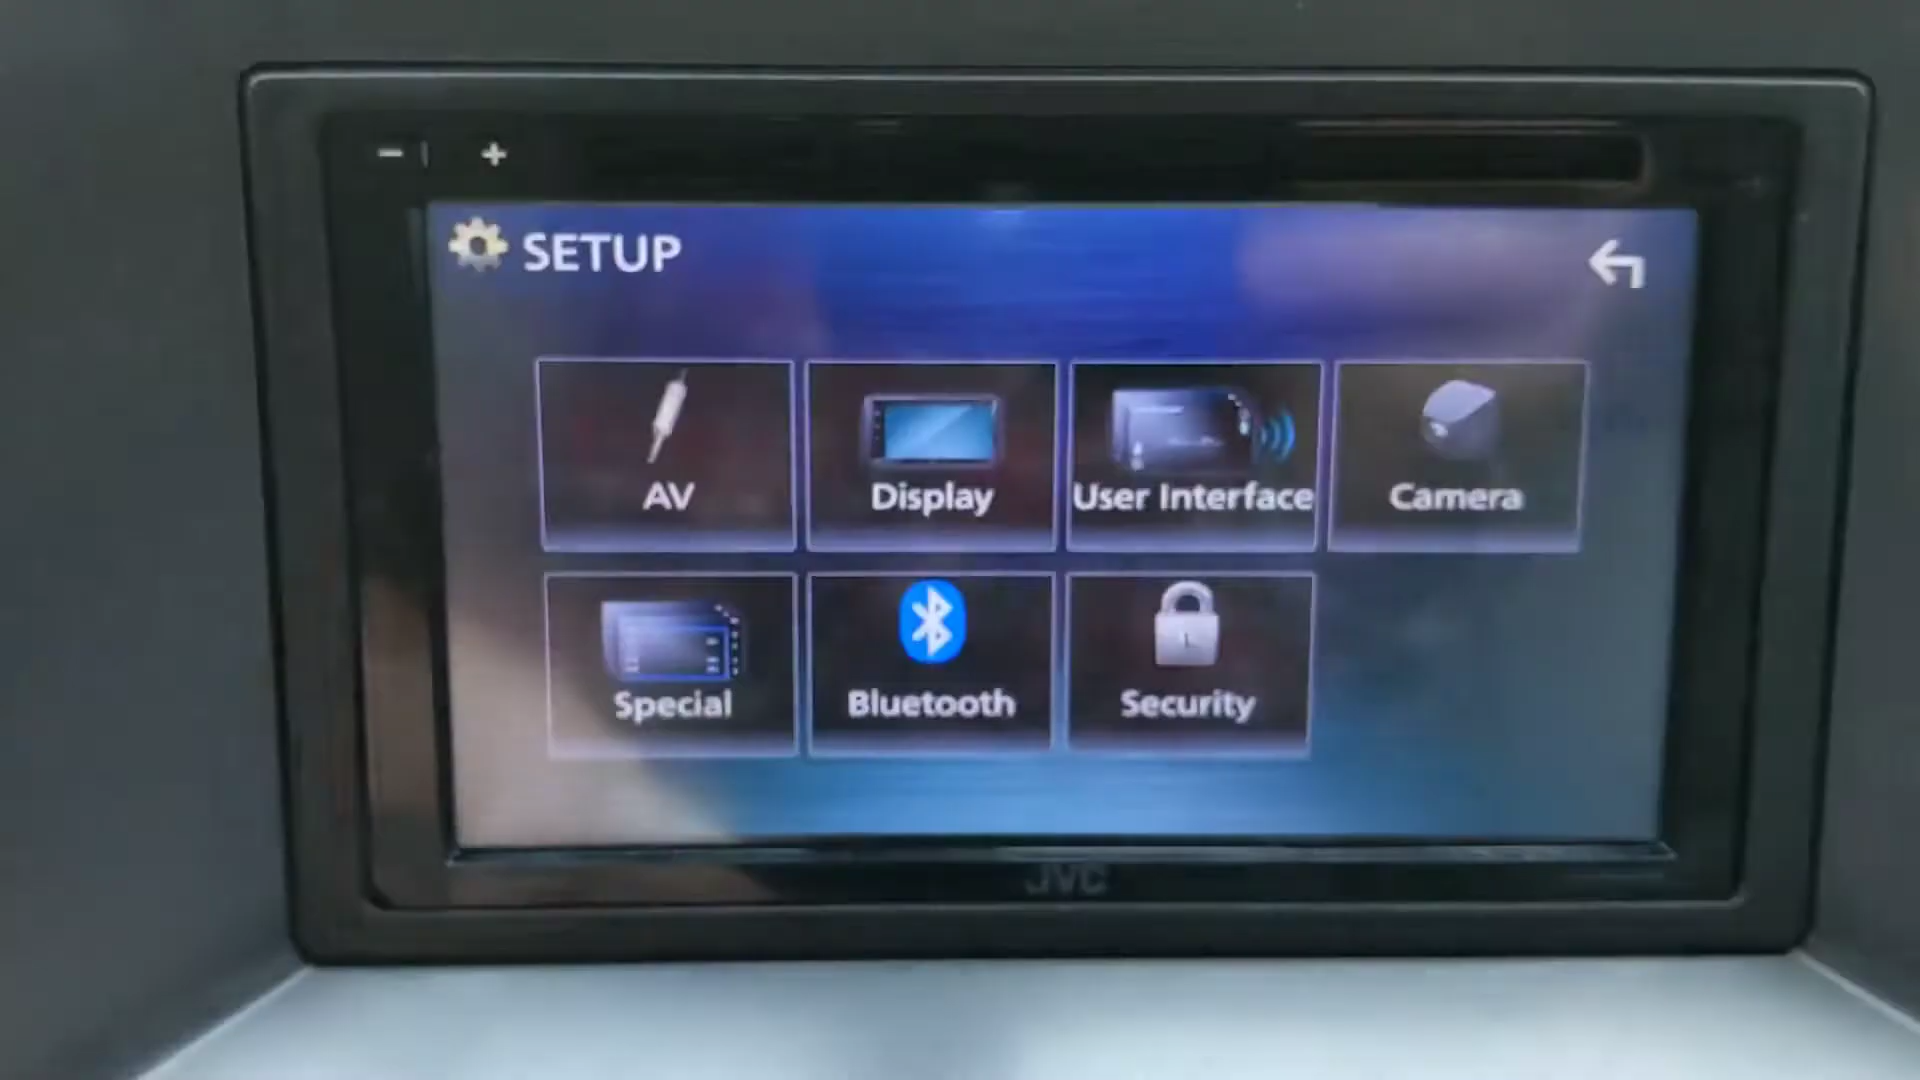 - +
SETUP
AV Display User Interface Camera
Special Bluetooth Security
JVC